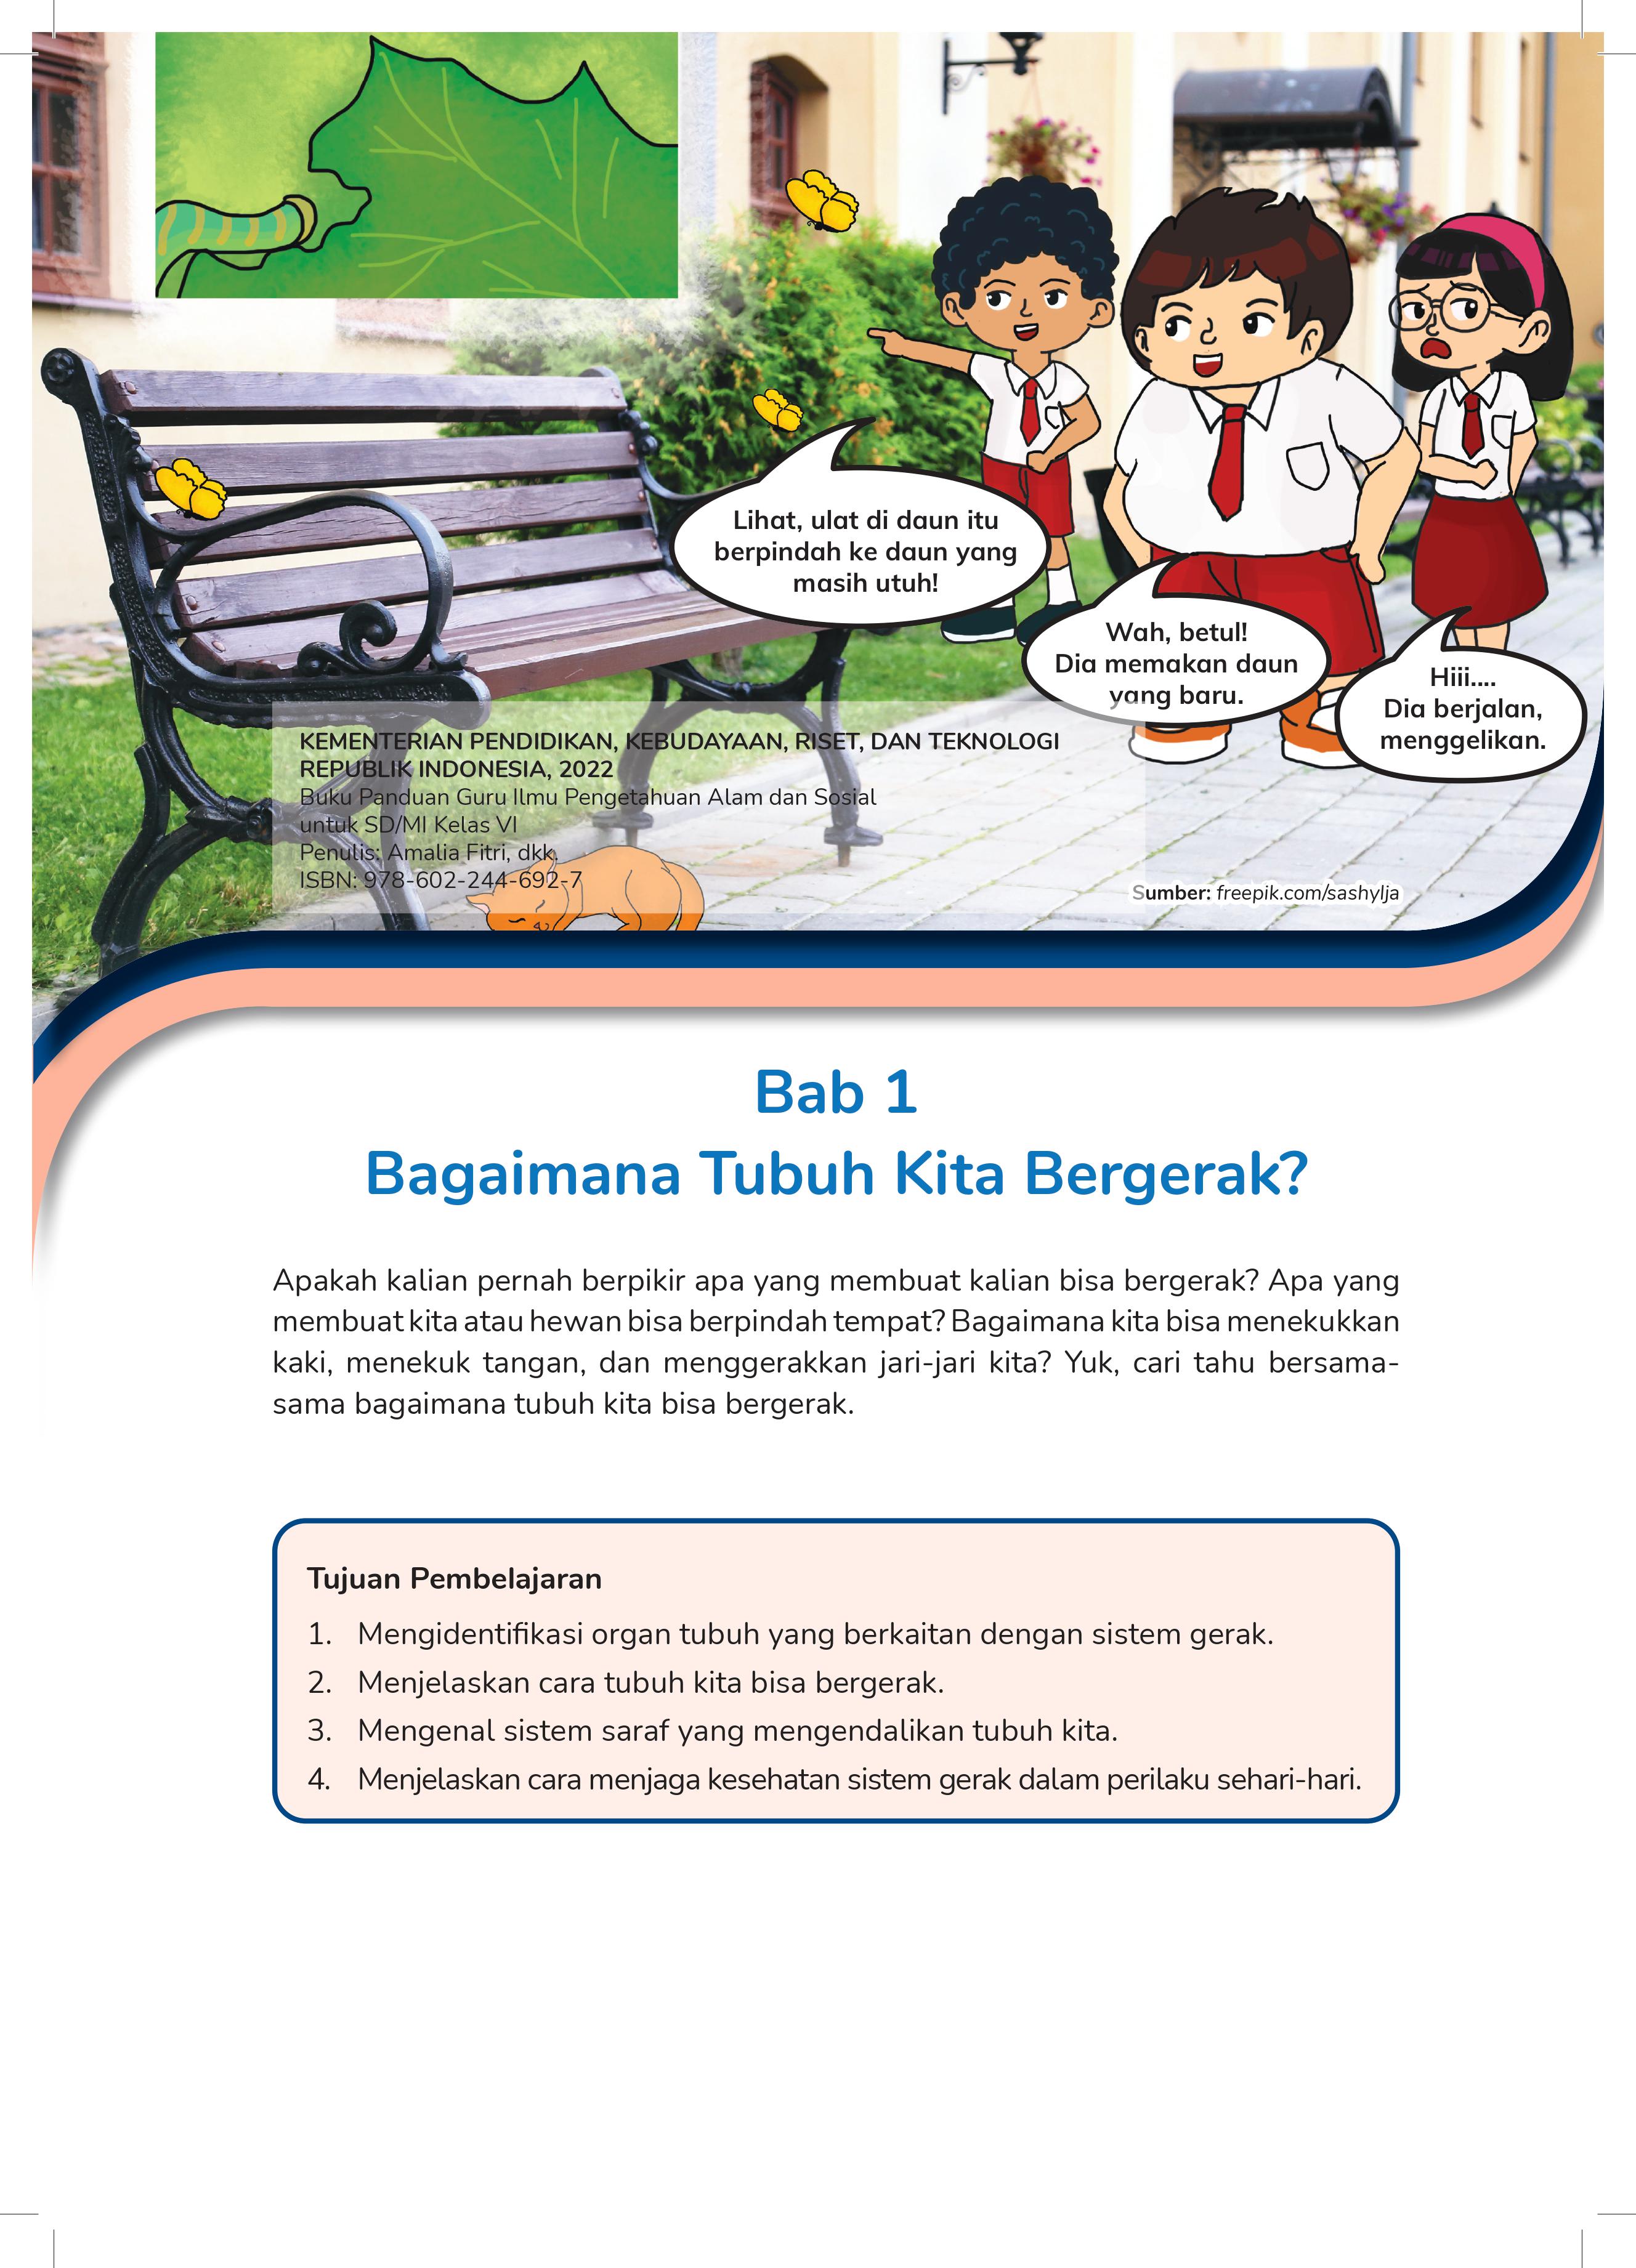 Lihat, ulat di daun itu
berpindah ke daun yang
masih utuh!
Wah, betul!
Dia memakan daun
yang baru.
Hiii....
Dia berjalan,
menggelikan.
KEMENTERIAN PENDIDIKAN, KEBUDAYAAN, RISET, DAN TEKNOLOGI
REPUBLIK INDONESIA, 2022
Buku Panduan Guru Ilmu Pengetahuan Alam dan Sosial
untuk SD/MI Kelas VI
Penulis: Amalia Fitri, dkk.
ISBN: 978-602-244-692-7
Sumber: freepik.com/sashylja
Bab 1
Bagaimana Tubuh Kita Bergerak?
Apakah kalian pernah berpikir apa yang membuat kalian bisa bergerak? Apa yang
membuat kita atau hewan bisa berpindah tempat? Bagaimana kita bisa menekukkan
kaki, menekuk tangan, dan menggerakkan jari-jari kita? Yuk, cari tahu bersama-
sama bagaimana tubuh kita bisa bergerak.
Tujuan Pembelajaran
1. Mengidentifikasi organ tubuh yang berkaitan dengan sistem gerak.
2. Menjelaskan cara tubuh kita bisa bergerak.
3. Mengenal sistem saraf yang mengendalikan tubuh kita.
4. Menjelaskan cara menjaga kesehatan sistem gerak dalam perilaku sehari-hari.